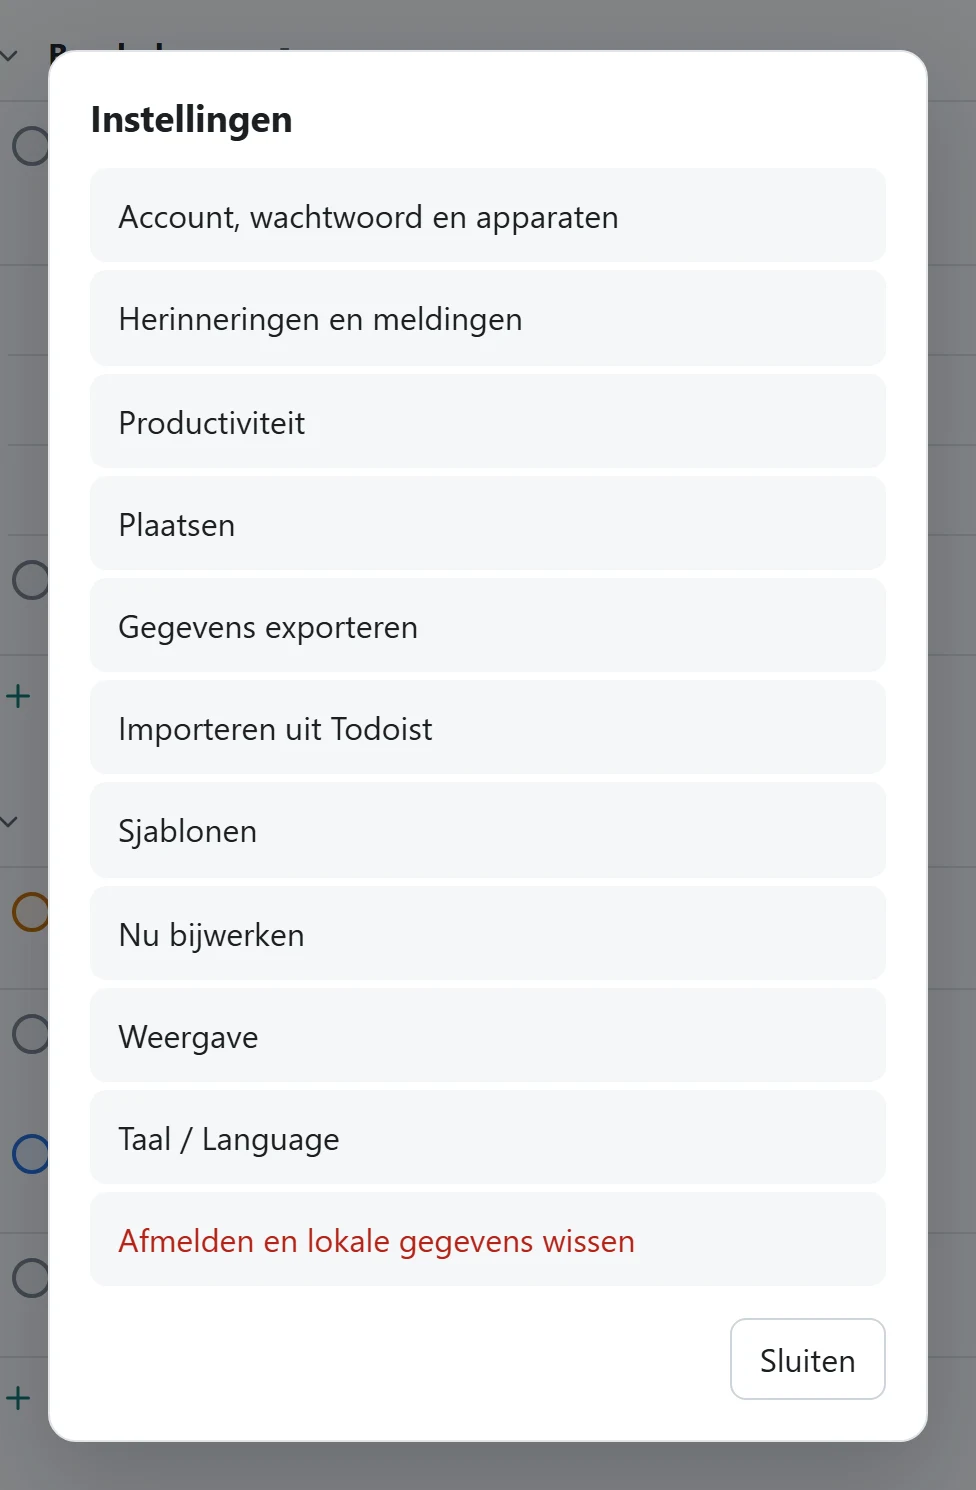 Instellingen
Account, wachtwoord en apparaten
Herinneringen en meldingen
Productiviteit
Plaatsen
Gegevens exporteren
Importeren uit Todoist
Sjablonen
Nu bijwerken
Weergave
Taal / Language
Afmelden en lokale gegevens wissen
Sluiten